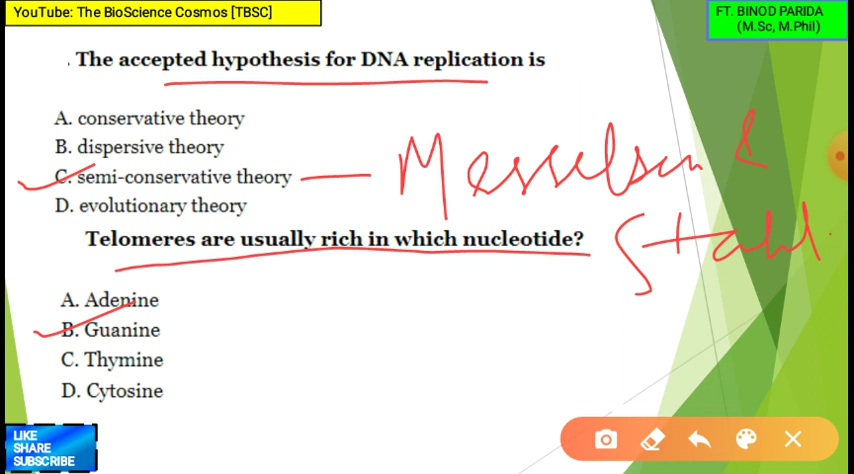 YouTube: The BioScience Cosmos [TBSC]
FT. BINOD PARIDA
(M.Sc, M.Phil)
. The accepted hypothesis for DNA replication is
A. conservative theory
B. dispersive theory
C. semi-conservative theory
D. evolutionary theory
Messelson &
Stahl
Telomeres are usually rich in which nucleotide?
A. Adenine
B. Guanine
C. Thymine
D. Cytosine
LIKE
SHARE
SUBSCRIBE